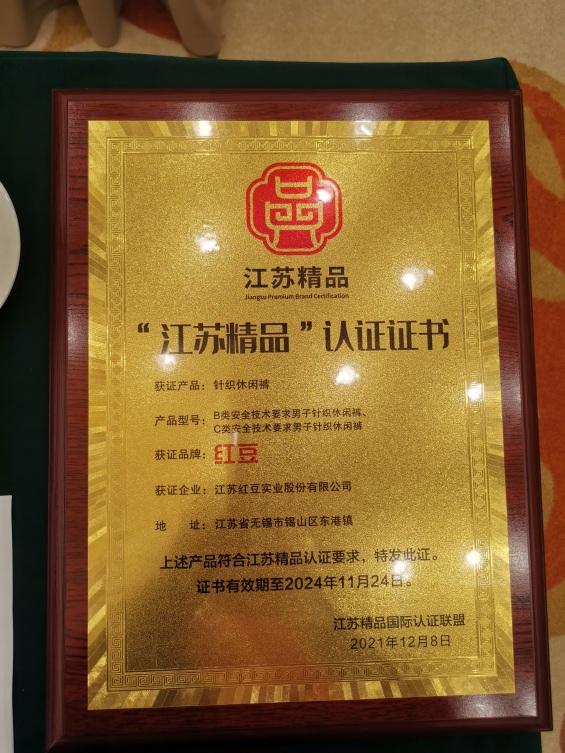 江苏精品
Jiangsu Premium Brand Certification
“江苏精品”认证证书
获证产品：针织休闲裤
产品型号：B类安全技术要求男子针织休闲裤、
C类安全技术要求男子针织休闲裤
获证品牌：红豆
获证企业：江苏红豆实业股份有限公司
地 址：江苏省无锡市锡山区东港镇
上述产品符合江苏精品认证要求，特发此证。
证书有效期至2024年11月24日。
江苏精品国际认证联盟
2021年12月8日